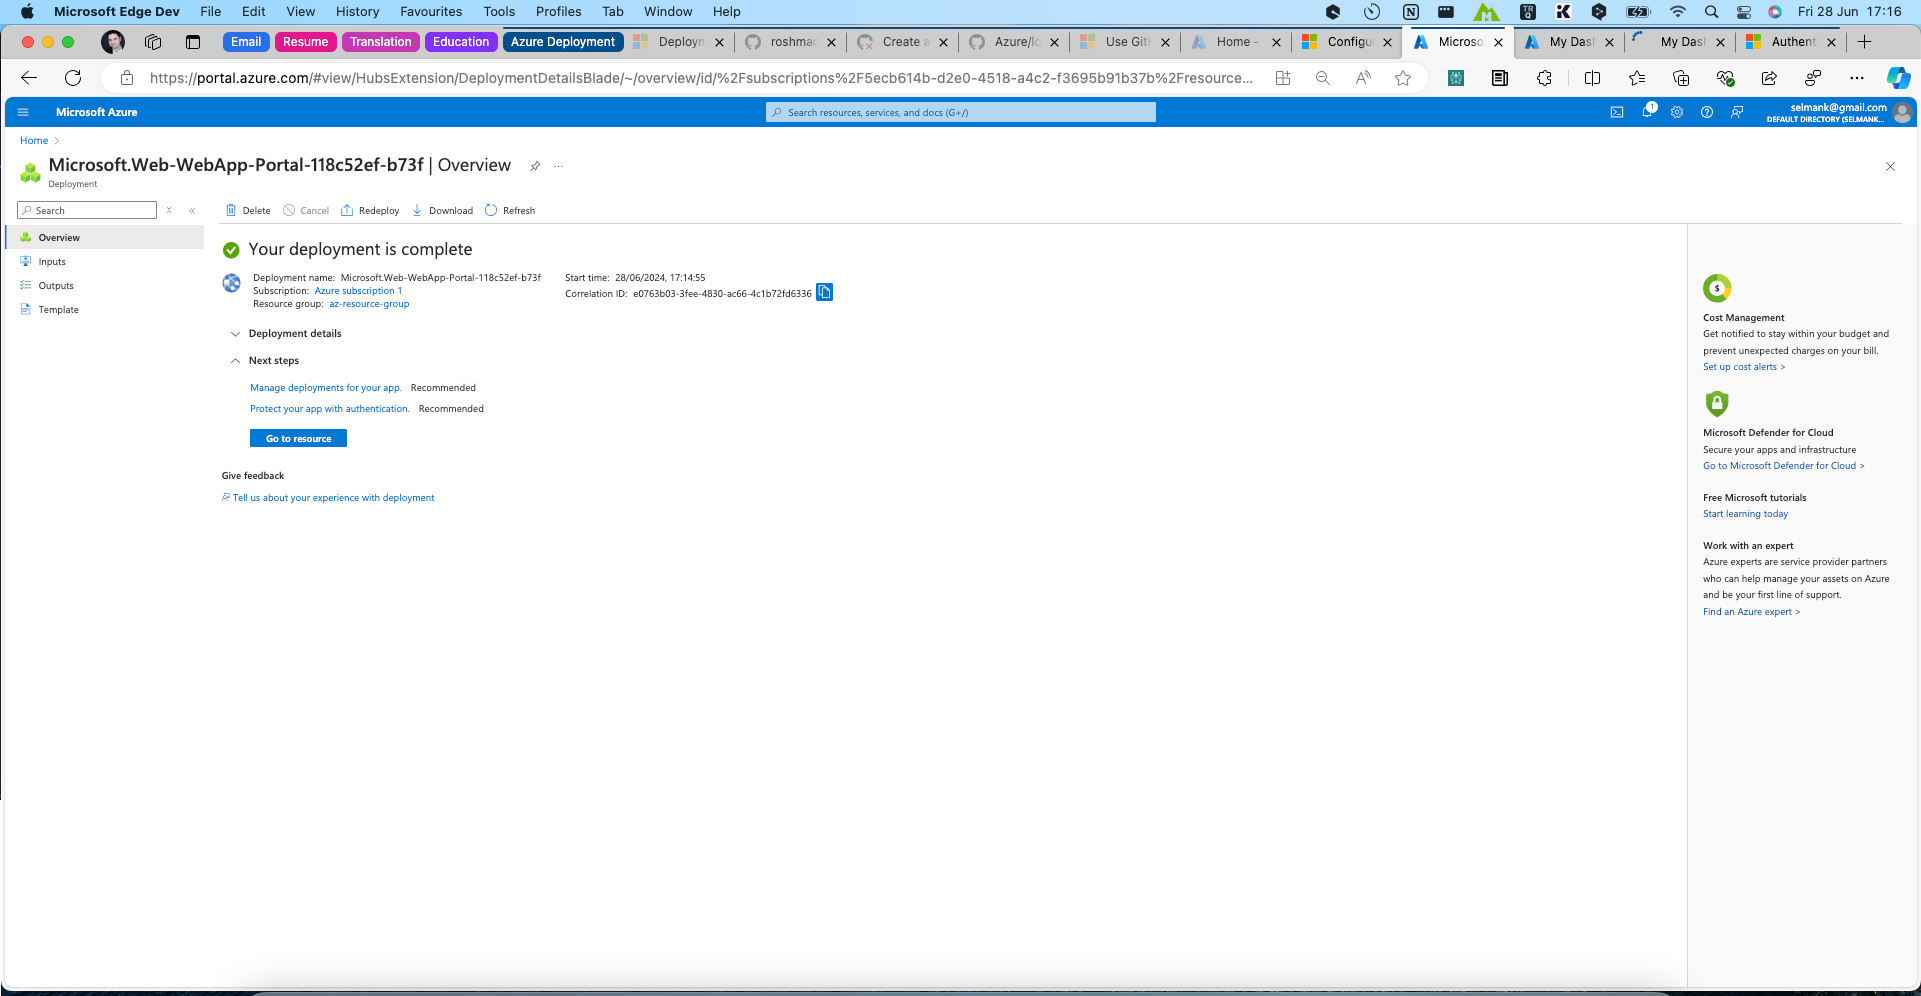 Microsoft Edge Dev File Edit View History Favourites Tools Profiles Tab Window Help Fri 28 Jun 17:16
Email Resume Translation Education Azure Deployment Deployn roshmac Create a Azure/lo Use Git Home - Configu Microso My Das My Das Authent
https://portal.azure.com/#view/HubsExtension/DeploymentDetailsBlade/~/overview/id/%2Fsubscriptions%2F5ecb614b-d2e0-4518-a4c2-f3695b91b37b%2Fresource...
Microsoft Azure
Search resources, services, and docs (G+/)
1
selmank@gmail.com
DEFAULT DIRECTORY (SELMANK...
Home
Microsoft.Web-WebApp-Portal-118c52ef-b73f | Overview
Deployment
Search
Delete Cancel Redeploy Download Refresh
Overview
Inputs
Outputs
Template
Your deployment is complete
Deployment name: Microsoft.Web-WebApp-Portal-118c52ef-b73f
Subscription: Azure subscription 1
Resource group: az-resource-group
Start time: 28/06/2024, 17:14:55
Correlation ID: e0763b03-3fee-4830-ac66-4c1b72fd6336
Deployment details
Next steps
Manage deployments for your app. Recommended
Protect your app with authentication. Recommended
Go to resource
Give feedback
Tell us about your experience with deployment
Cost Management
Get notified to stay within your budget and
prevent unexpected charges on your bill.
Set up cost alerts >
Microsoft Defender for Cloud
Secure your apps and infrastructure
Go to Microsoft Defender for Cloud >
Free Microsoft tutorials
Start learning today
Work with an expert
Azure experts are service provider partners
who can help manage your assets on Azure
and be your first line of support.
Find an Azure expert >